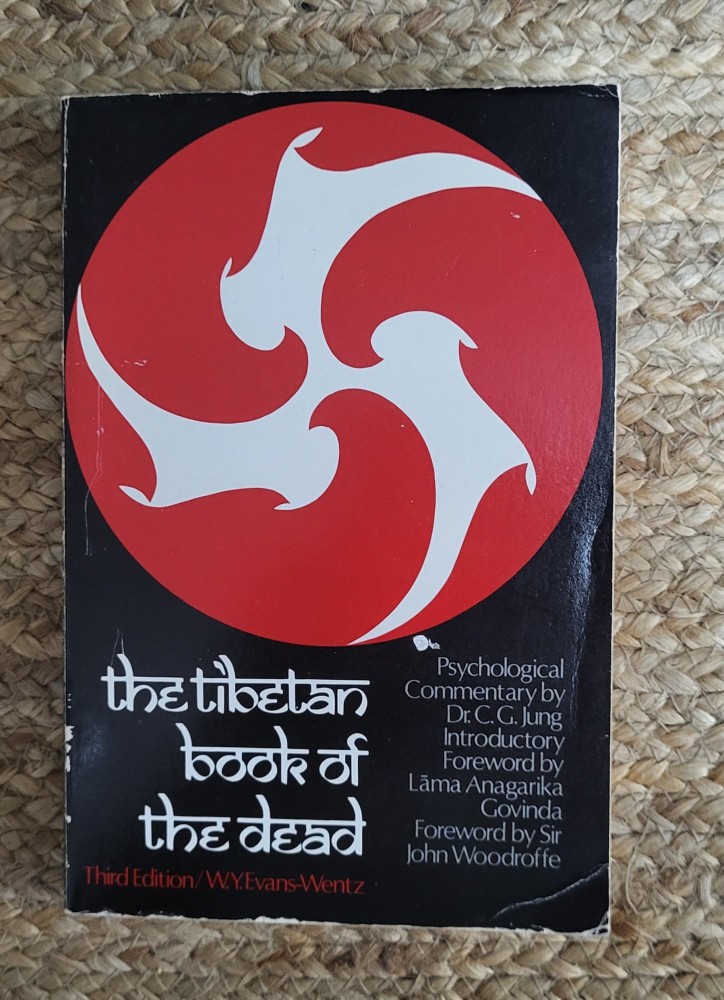 the tibetan
book of
the dead
Third Edition/W.Y. Evans-Wentz
Psychological
Commentary by
Dr. C. G. Jung
Introductory
Foreword by
Lāma Anagarika
Govinda
Foreword by Sir
John Woodroffe